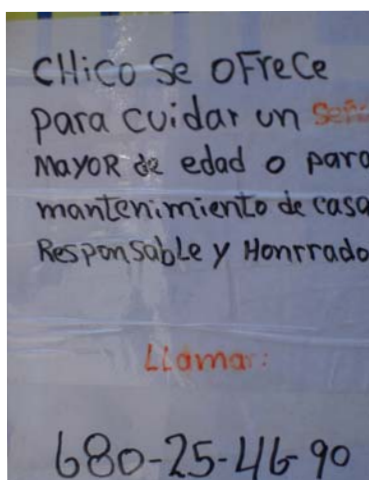 CHico Se OFrece
para cuidar un Señ
MAYOR de edad o para
mantenimiento de casa
Responsable y Honrrado
Llamar:
680-25-46-90